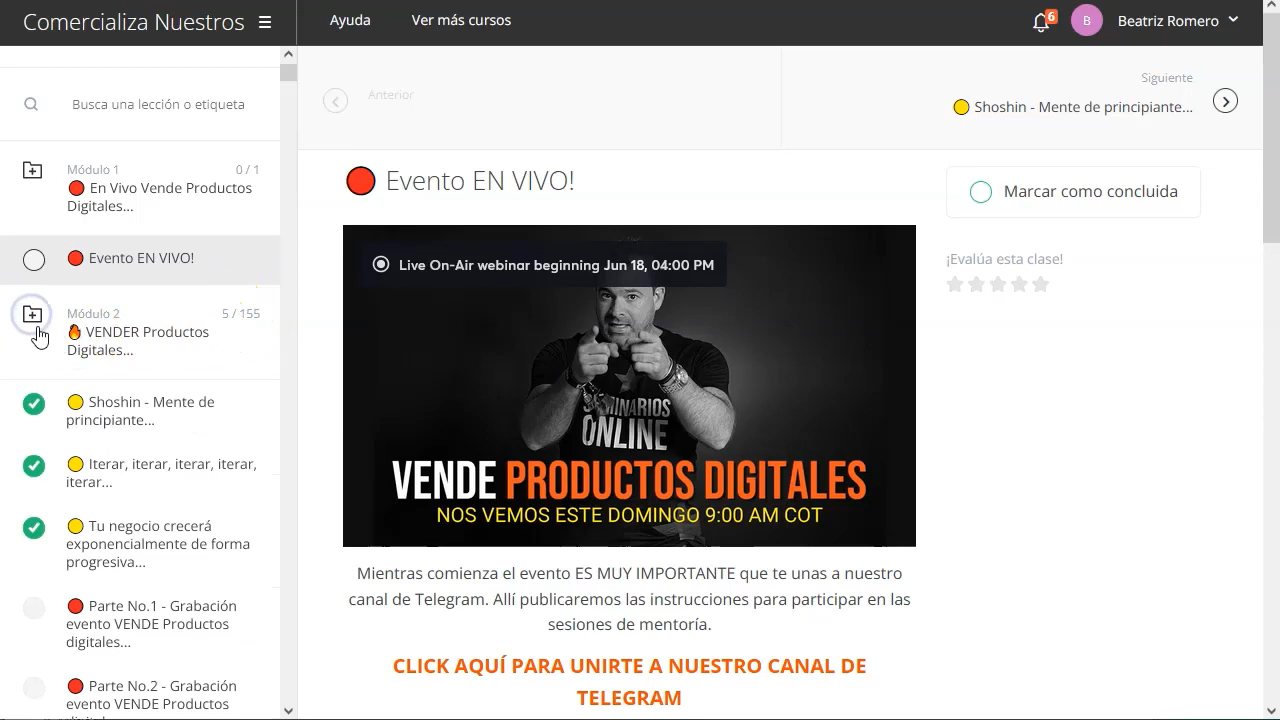 Comercializa Nuestros
Ayuda
Ver más cursos
6
B
Beatriz Romero
Busca una lección o etiqueta
Anterior
Siguiente
Shoshin - Mente de principiante...
Módulo 1
0 / 1
En Vivo Vende Productos
Digitales...
Evento EN VIVO!
Módulo 2
5 / 155
VENDER Productos
Digitales...
Shoshin - Mente de
principiante...
Iterar, iterar, iterar, iterar,
iterar...
Tu negocio crecerá
exponencialmente de forma
progresiva...
Parte No.1 - Grabación
evento VENDE Productos
digitales...
Parte No.2 - Grabación
evento VENDE Productos
Evento EN VIVO!
Marcar como concluida
¡Evalúa esta clase!
Live On-Air webinar beginning Jun 18, 04:00 PM
ONLINE
VENDE PRODUCTOS DIGITALES
NOS VEMOS ESTE DOMINGO 9:00 AM COT
Mientras comienza el evento ES MUY IMPORTANTE que te unas a nuestro
canal de Telegram. Allí publicaremos las instrucciones para participar en las
sesiones de mentoría.
CLICK AQUÍ PARA UNIRTE A NUESTRO CANAL DE
TELEGRAM